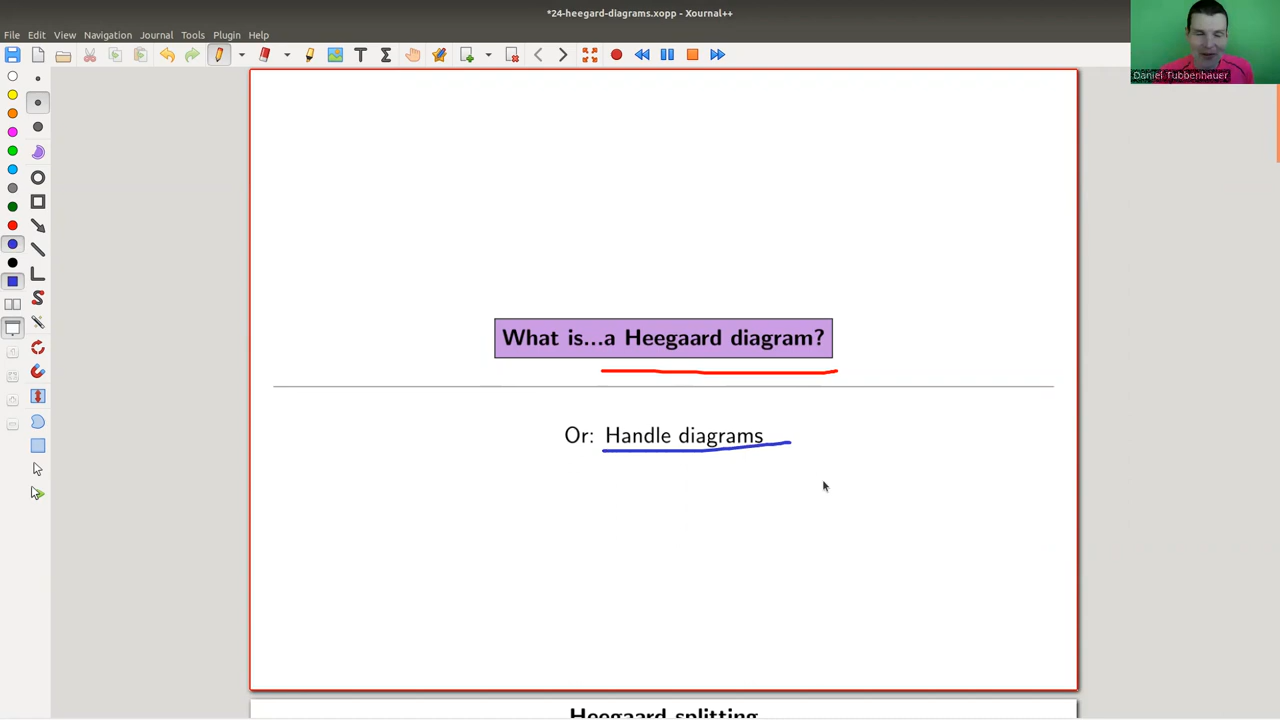 *24-heegard-diagrams.xopp - Xournal++
File Edit View Navigation Journal Tools Plugin Help
Daniel Tubbenhauer
What is...a Heegaard diagram?
Or: Handle diagrams
Heegaard splitting